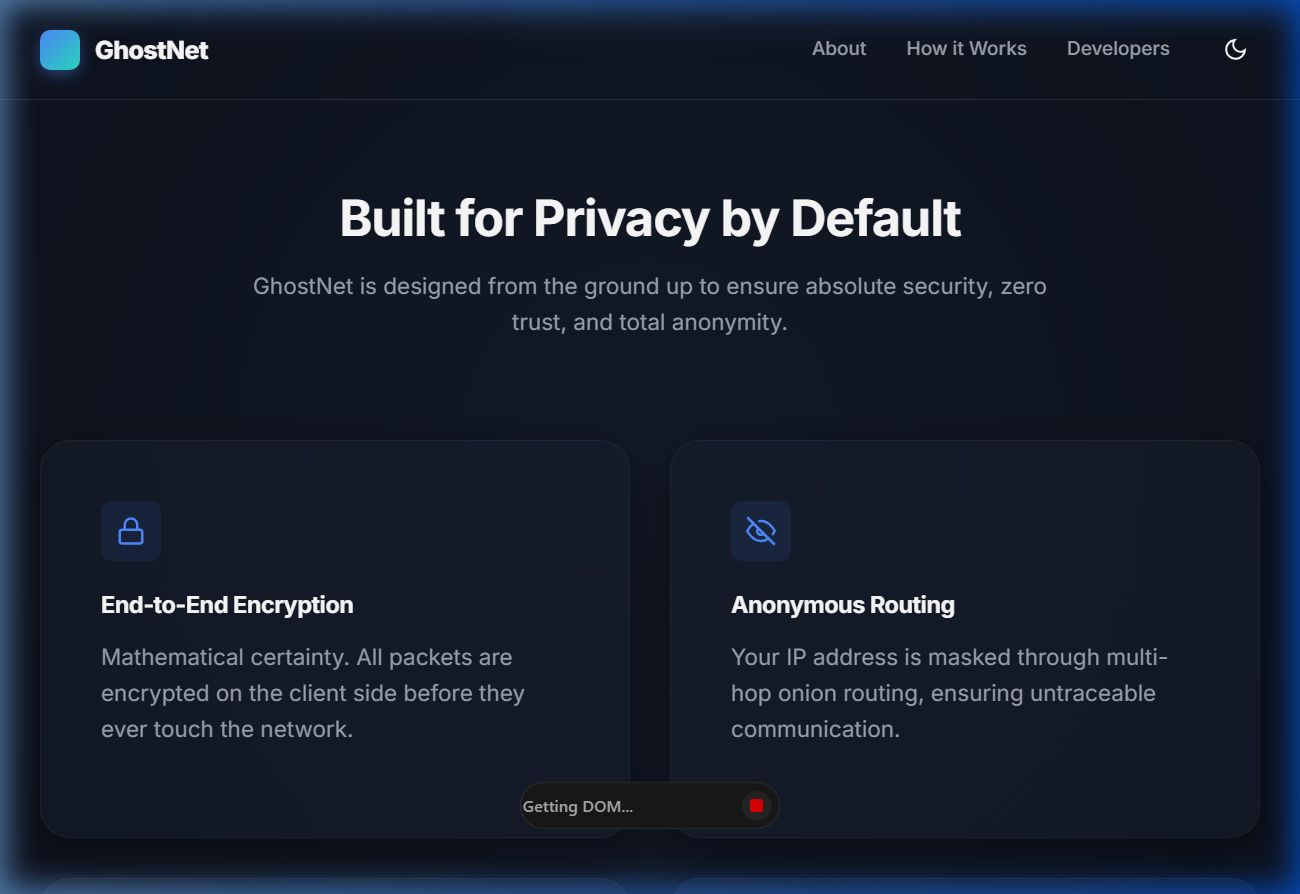 GhostNet
About
How it Works
Developers
Built for Privacy by Default
GhostNet is designed from the ground up to ensure absolute security, zero
trust, and total anonymity.
End-to-End Encryption
Mathematical certainty. All packets are
encrypted on the client side before they
ever touch the network.
Anonymous Routing
Your IP address is masked through multi-
hop onion routing, ensuring untraceable
communication.
Getting DOM...